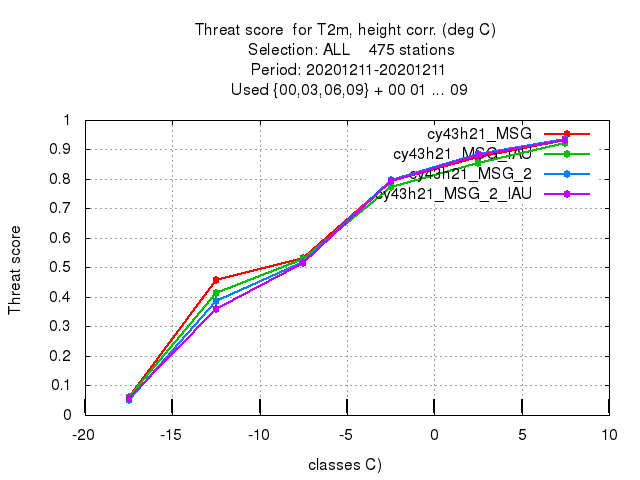 Threat score  for T2m, height corr. (deg C)
Selection: ALL    475 stations
Period: 20201211-20201211
Used {00,03,06,09} + 00 01 ... 09
1
0.9
0.8
0.7
0.6
0.5
0.4
0.3
0.2
0.1
0
Threat score
cy43h21_MSG
cy43h21_MSG_IAU
cy43h21_MSG_2
cy43h21_MSG_2_IAU
-20 -15 -10 -5 0 5 10
classes C)